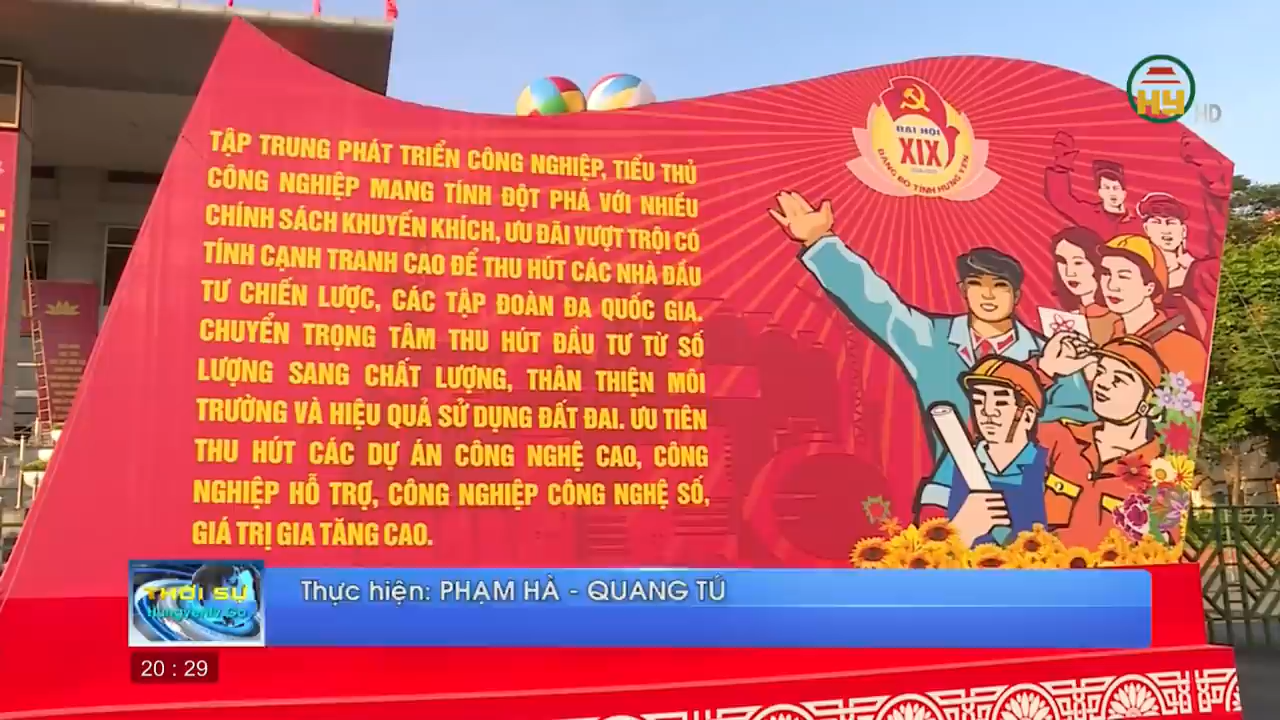 TẬP TRUNG PHÁT TRIỂN CÔNG NGHIỆP, TIỂU THỦ
CÔNG NGHIỆP MANG TÍNH ĐỘT PHÁ VỚI NHIỀU
CHÍNH SÁCH KHUYẾN KHÍCH, ƯU ĐÃI VƯỢT TRỘI CÓ
TÍNH CẠNH TRANH CAO ĐỂ THU HÚT CÁC NHÀ ĐẦU
TƯ CHIẾN LƯỢC, CÁC TẬP ĐOÀN ĐA QUỐC GIA.
CHUYỂN TRỌNG TÂM THU HÚT ĐẦU TƯ TỪ SỐ
LƯỢNG SANG CHẤT LƯỢNG, THÂN THIỆN MÔI
TRƯỜNG VÀ HIỆU QUẢ SỬ DỤNG ĐẤT ĐAI. ƯU TIÊN
THU HÚT CÁC DỰ ÁN CÔNG NGHỆ CAO, CÔNG
NGHIỆP HỖ TRỢ, CÔNG NGHIỆP CÔNG NGHỆ SỐ,
GIÁ TRỊ GIA TĂNG CAO.
ĐẠI HỘI
XIX
ĐẢNG BỘ TỈNH HƯNG YÊN
HY HD
THỜI SỰ
Thực hiện: PHẠM HÀ - QUANG TÚ
20 : 29